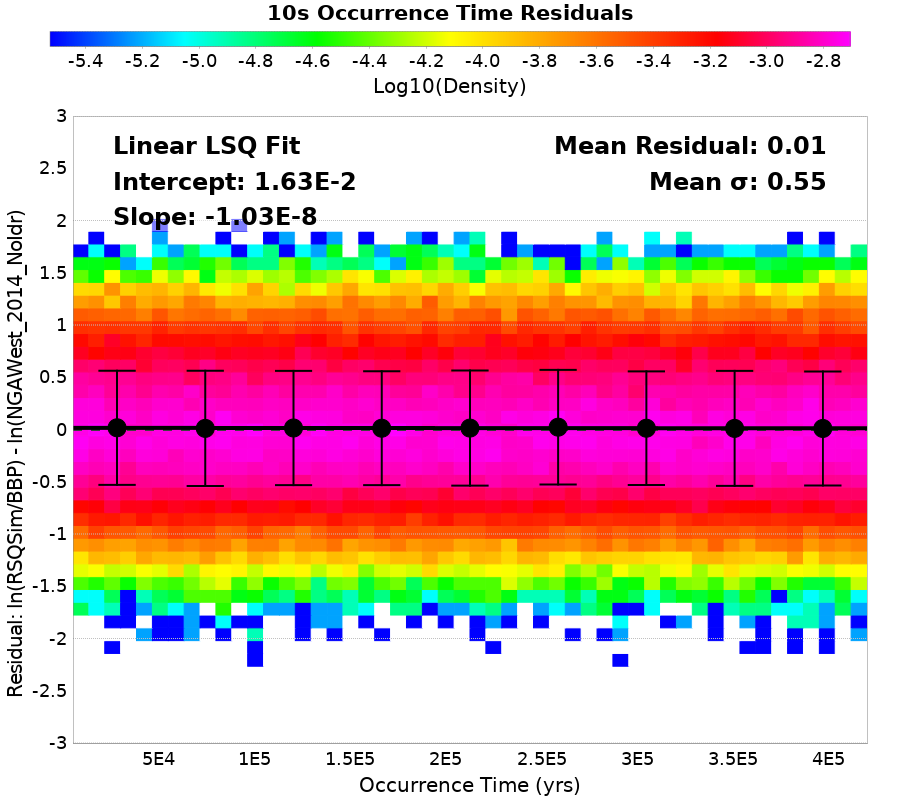 10s Occurrence Time Residuals
-5.4 -5.2 -5.0 -4.8 -4.6 -4.4 -4.2 -4.0 -3.8 -3.6 -3.4 -3.2 -3.0 -2.8
Log10(Density)
Linear LSQ Fit
Intercept: 1.63E-2
Slope: -1.03E-8
Mean Residual: 0.01
Mean σ: 0.55
Residual: ln(RSQSim/BBP) - ln(NGAWest_2014_NoIdr)
3
2.5
2
1.5
1
0.5
0
-0.5
-1
-1.5
-2
-2.5
-3
5E4 1E5 1.5E5 2E5 2.5E5 3E5 3.5E5 4E5
Occurrence Time (yrs)